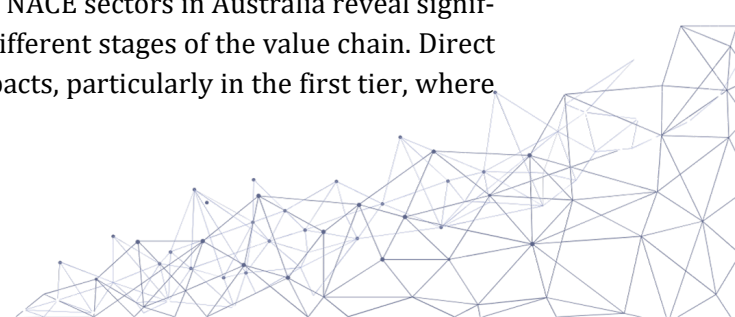 NACE sectors in Australia reveal signif-
ifferent stages of the value chain. Direct
pacts, particularly in the first tier, where